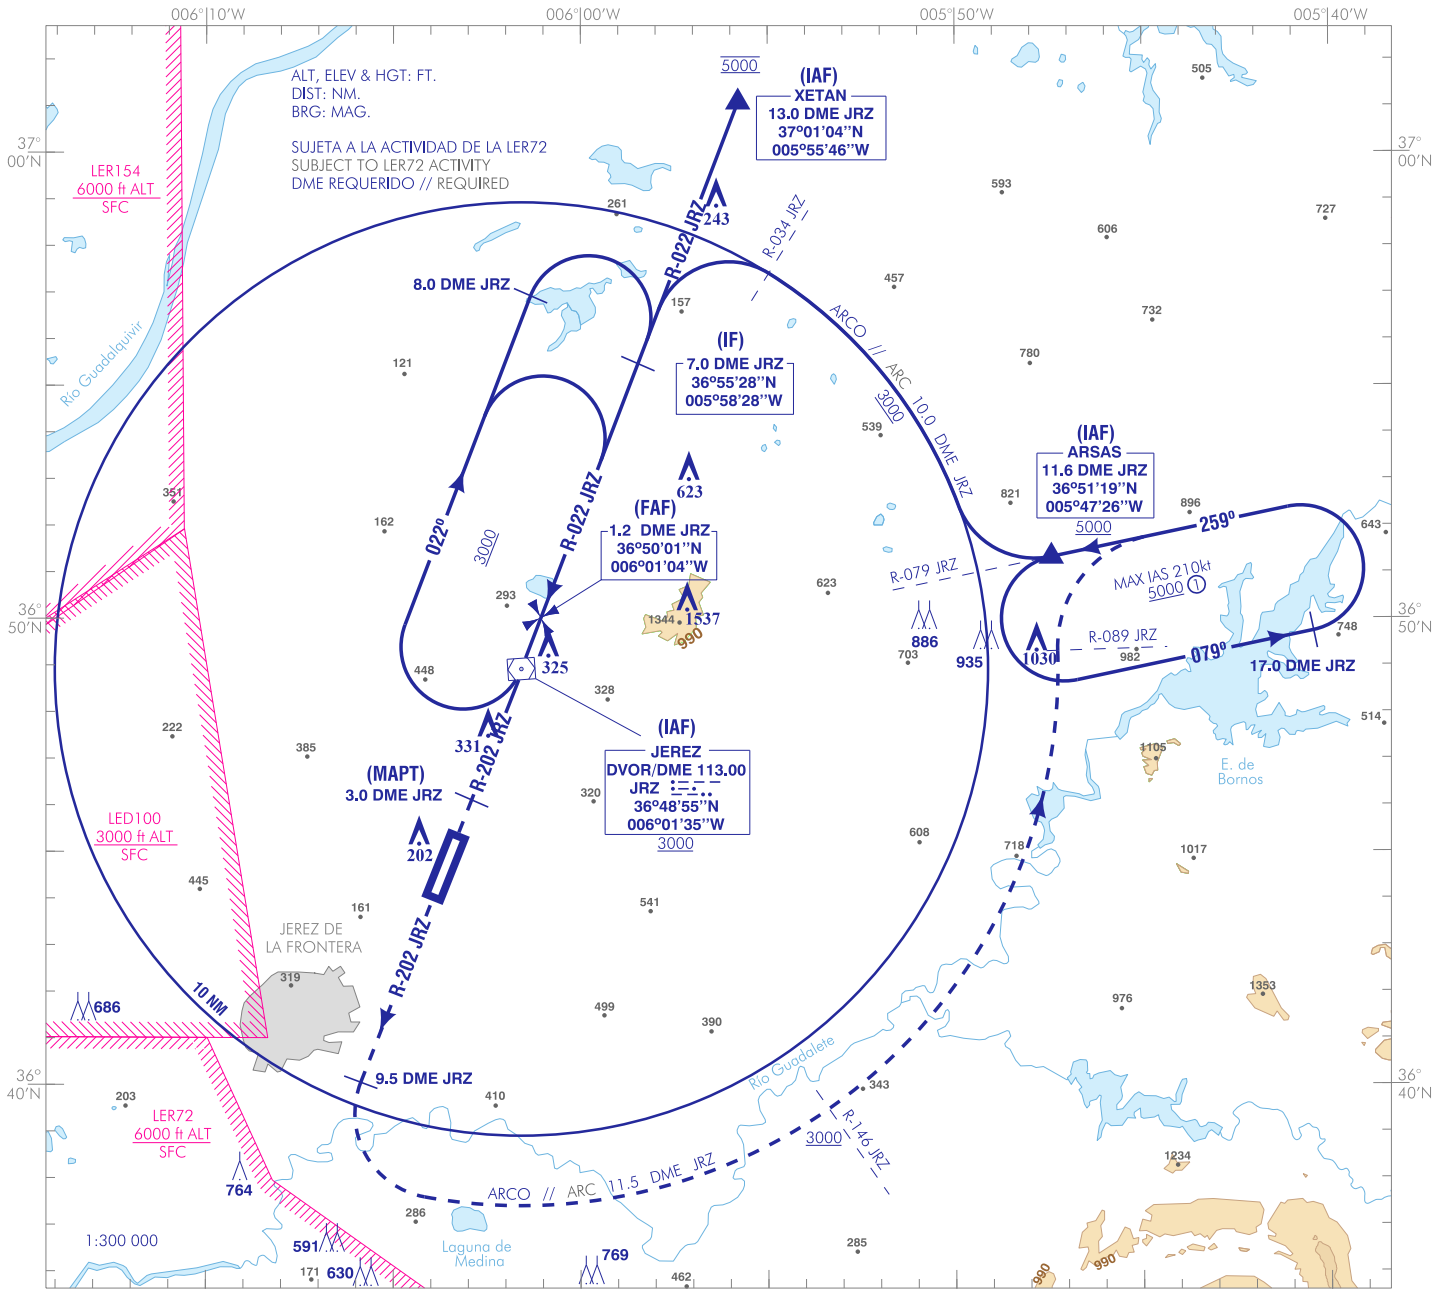 006°10'W
006°00'W
005°50'W
005°40'W
ALT, ELEV & HGT: FT.
DIST: NM.
BRG: MAG.
SUJETA A LA ACTIVIDAD DE LA LER72
SUBJECT TO LER72 ACTIVITY
DME REQUERIDO // REQUIRED
5000
(IAF)
XETAN
13.0 DME JRZ
37°01'04''N
005°55'46''W
505
37°
00'N
37°
00'N
LER154
6000 ft ALT
SFC
261
243
R-022 JRZ
R-034 JRZ
593
606
727
8.0 DME JRZ
157
457
732
Río Guadalquivir
121
(IF)
7.0 DME JRZ
36°55'28''N
005°58'28''W
780
ARCO // ARC 10.0 DME JRZ
3000
539
(IAF)
ARSAS
11.6 DME JRZ
36°51'19''N
005°47'26''W
5000
351
162
022°
3000
R-022 JRZ
623
821
896
259°
643
(FAF)
1.2 DME JRZ
36°50'01''N
006°01'04''W
R-079 JRZ
MAX IAS 210kt
5000 1
293
623
36°
50'N
36°
50'N
1344
1537
990
886
935
1030
R-089 JRZ
982
079°
748
17.0 DME JRZ
325
448
703
328
222
385
331
R-202 JRZ
(IAF)
JEREZ
DVOR/DME 113.00
JRZ
36°48'55''N
006°01'35''W
3000
514
1105
E. de
Bornos
(MAPT)
3.0 DME JRZ
320
LED100
3000 ft ALT
SFC
202
608
718
1017
445
161
541
JEREZ DE
LA FRONTERA
319
R-202 JRZ
10 NM
686
499
390
976
1353
Río Guadalete
9.5 DME JRZ
36°
40'N
36°
40'N
203
410
343
LER72
6000 ft ALT
SFC
R-146 JRZ
3000
1234
764
ARCO // ARC 11.5 DME JRZ
286
1:300 000
591
Laguna de
Medina
769
285
630
171
462
990
990